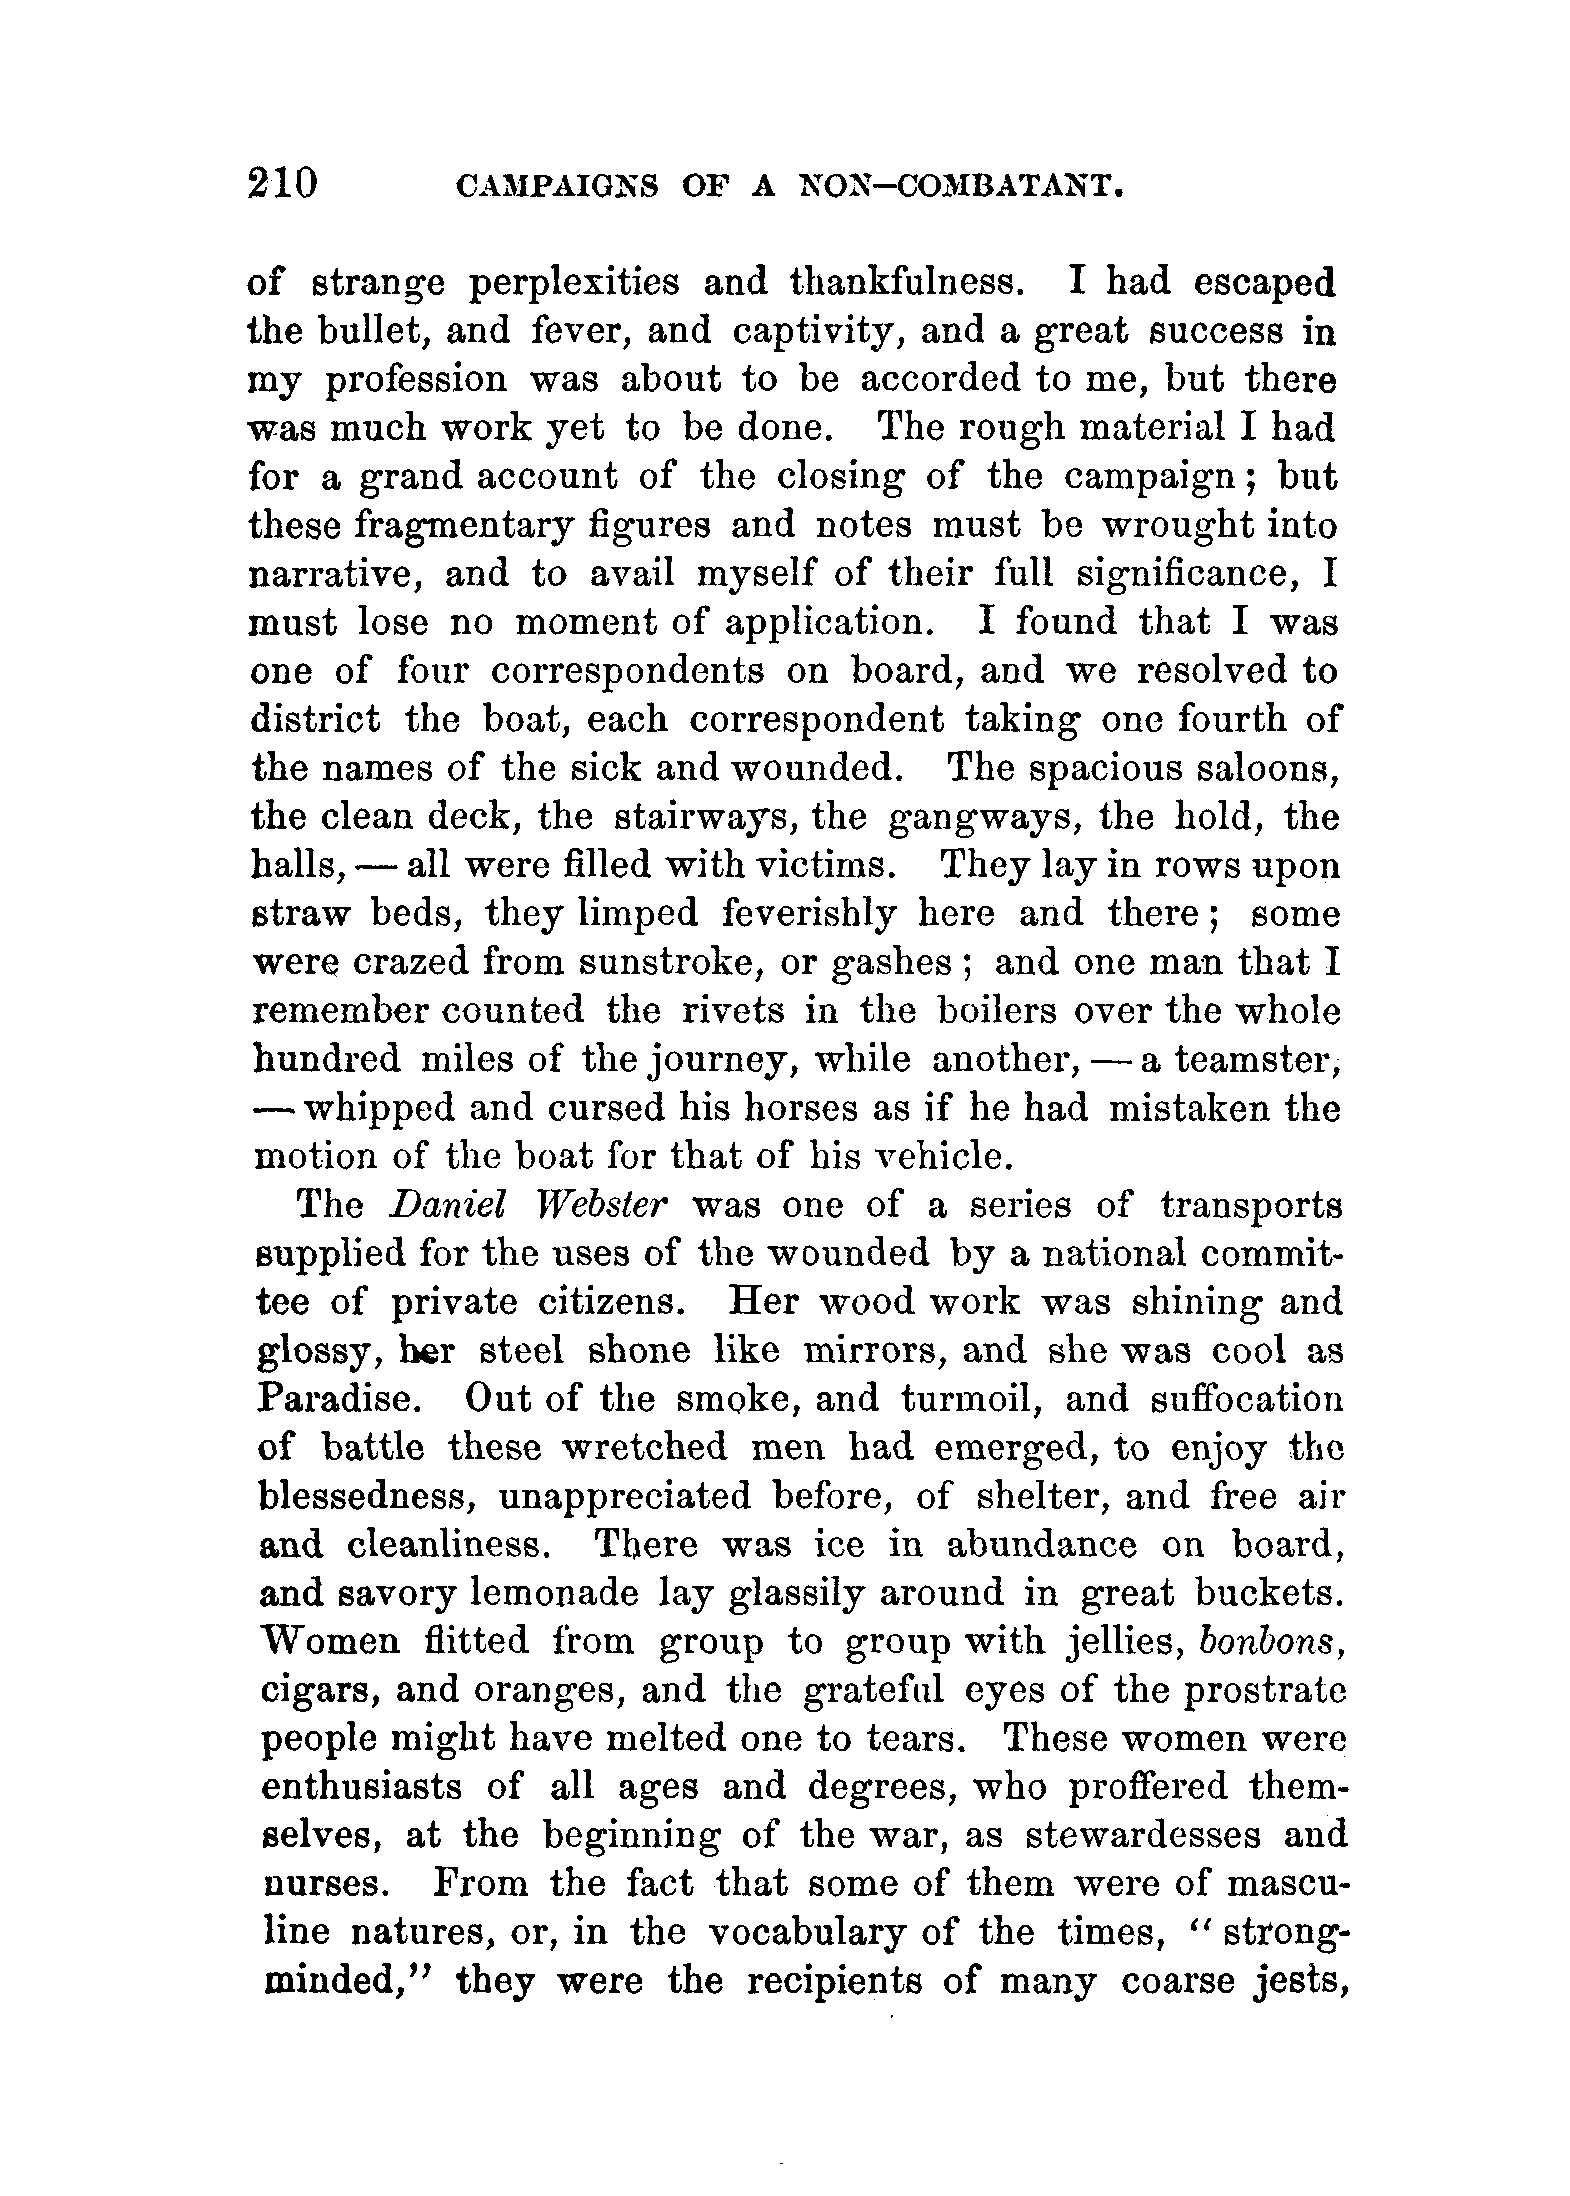 210 CAMPAIGNS OF A NON-COMBATANT.
of strange perplexities and thankfulness. I had escaped
the bullet, and fever, and captivity, and a great success in
my profession was about to be accorded to me, but there
was much work yet to be done. The rough material I had
for a grand account of the closing of the campaign; but
these fragmentary figures and notes must be wrought into
narrative, and to avail myself of their full significance, I
must lose no moment of application. I found that I was
one of four correspondents on board, and we resolved to
district the boat, each correspondent taking one fourth of
the names of the sick and wounded. The spacious saloons,
the clean deck, the stairways, the gangways, the hold, the
halls, — all were filled with victims. They lay in rows upon
straw beds, they limped feverishly here and there; some
were crazed from sunstroke, or gashes; and one man that I
remember counted the rivets in the boilers over the whole
hundred miles of the journey, while another, — a teamster,
— whipped and cursed his horses as if he had mistaken the
motion of the boat for that of his vehicle.
The Daniel Webster was one of a series of transports
supplied for the uses of the wounded by a national commit-
tee of private citizens. Her wood work was shining and
glossy, her steel shone like mirrors, and she was cool as
Paradise. Out of the smoke, and turmoil, and suffocation
of battle these wretched men had emerged, to enjoy the
blessedness, unappreciated before, of shelter, and free air
and cleanliness. There was ice in abundance on board,
and savory lemonade lay glassily around in great buckets.
Women flitted from group to group with jellies, bonbons,
cigars, and oranges, and the grateful eyes of the prostrate
people might have melted one to tears. These women were
enthusiasts of all ages and degrees, who proffered them-
selves, at the beginning of the war, as stewardesses and
nurses. From the fact that some of them were of mascu-
line natures, or, in the vocabulary of the times, "strong-
minded," they were the recipients of many coarse jests,